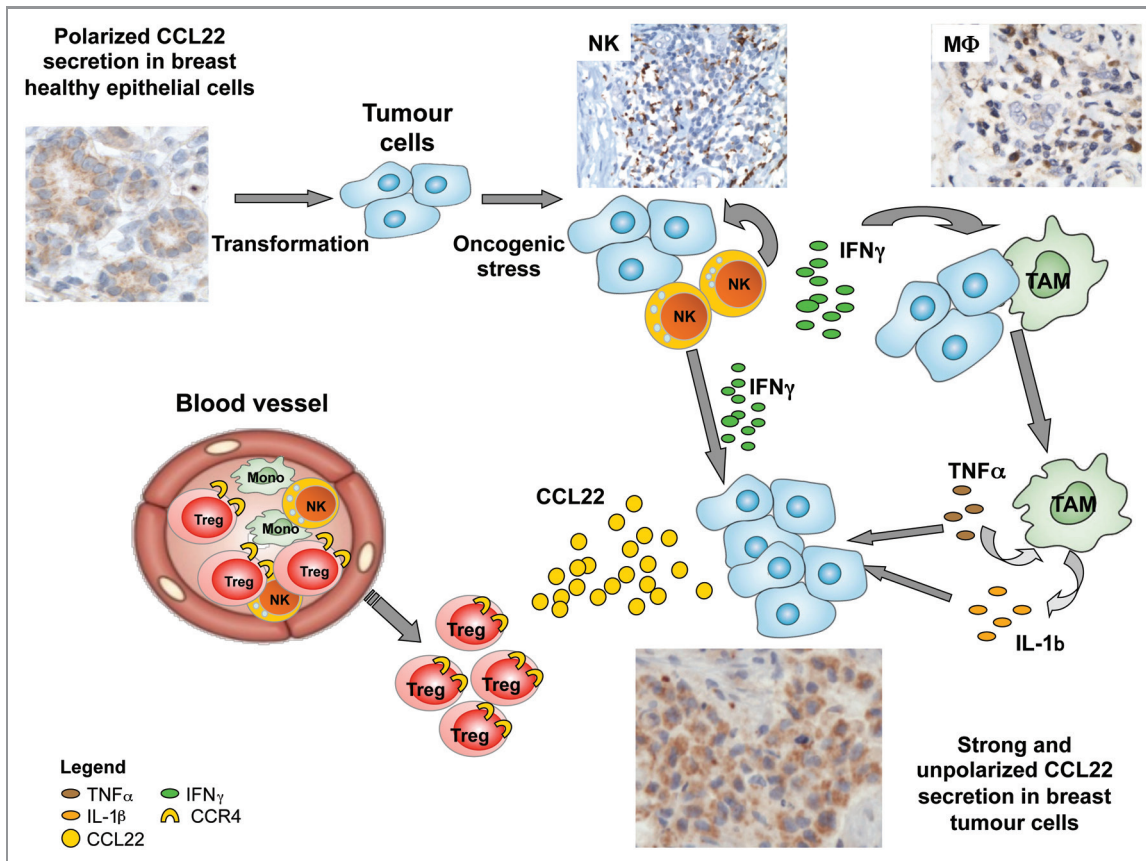 Polarized CCL22
secretion in breast
healthy epithelial cells
Tumour
cells
NK
MΦ
Transformation
Oncogenic
stress
NK
NK
IFNγ
TAM
IFNγ
Blood vessel
Mono
Treg
NK
Mono
Treg
Treg
NK
CCL22
TNFα
TAM
IL-1b
Treg
Treg
Treg
Treg
Strong and
unpolarized CCL22
secretion in breast
tumour cells
Legend
TNFα
IFNγ
IL-1β
CCR4
CCL22